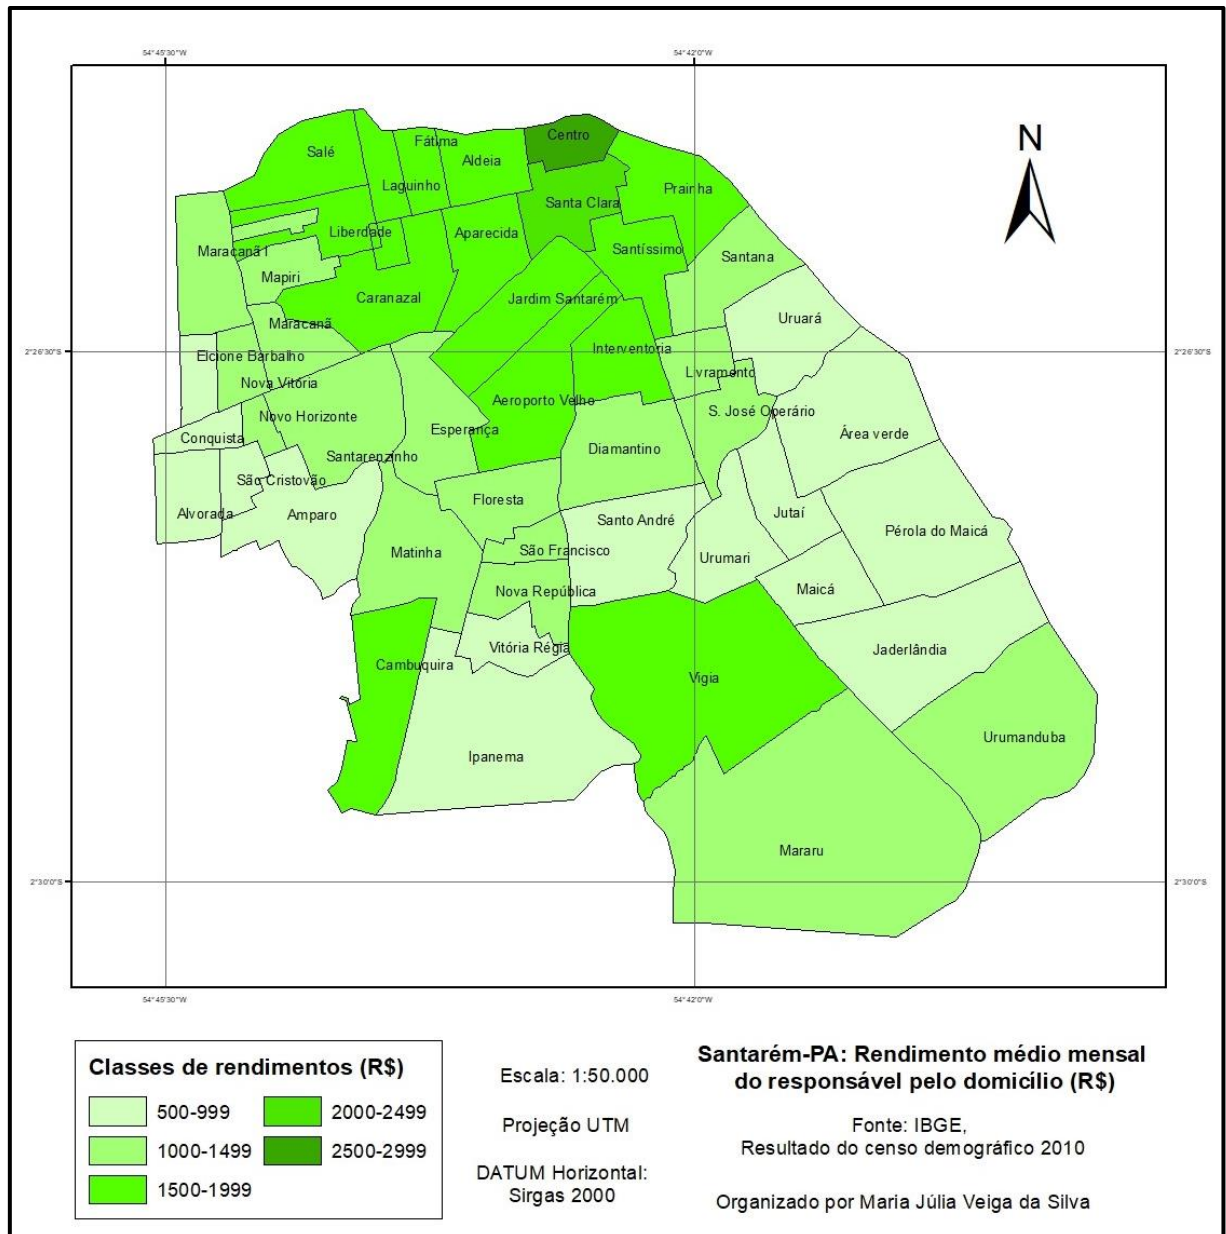 54°45'30"W
54°42'0"W
N
Centro
Fátima
Salé
Aldeia
Laguinho
Prainha
Santa Clara
Liberdade
Aparecida
Maracanã I
Santíssimo
Santana
Mapiri
Caranazal
Jardim Santarém
Uruará
Maracanã
2°26'30"S
2°26'30"S
Elcione Barbalho
Interventoria
Livramento
Nova Vitória
Aeroporto Velho
S. José Operário
Novo Horizonte
Esperança
Área verde
Conquista
Diamantino
Santarenzinho
São Cristovão
Floresta
Alvorada
Amparo
Santo André
Jutaí
Pérola do Maicá
Matinha
São Francisco
Urumari
Nova República
Maicá
Vitória Régia
Jaderlândia
Cambuquira
Vigia
Urumanduba
Ipanema
Mararu
2°30'0"S
2°30'0"S
54°45'30"W
54°42'0"W
Classes de rendimentos (R$)
500-999
2000-2499
1000-1499
2500-2999
1500-1999
Escala: 1:50.000
Projeção UTM
DATUM Horizontal:
Sirgas 2000
Santarém-PA: Rendimento médio mensal
do responsável pelo domicílio (R$)
Fonte: IBGE,
Resultado do censo demográfico 2010
Organizado por Maria Júlia Veiga da Silva